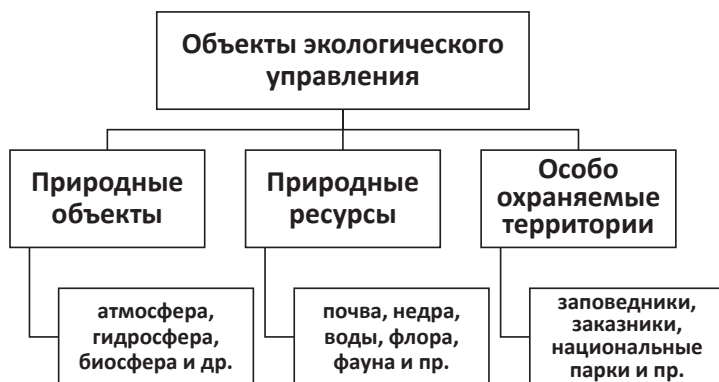 Объекты экологического
управления
Природные
объекты
Природные
ресурсы
Особо
охраняемые
территории
атмосфера,
гидросфера,
биосфера и др.
почва, недра,
воды, флора,
фауна и пр.
заповедники,
заказники,
национальные
парки и пр.